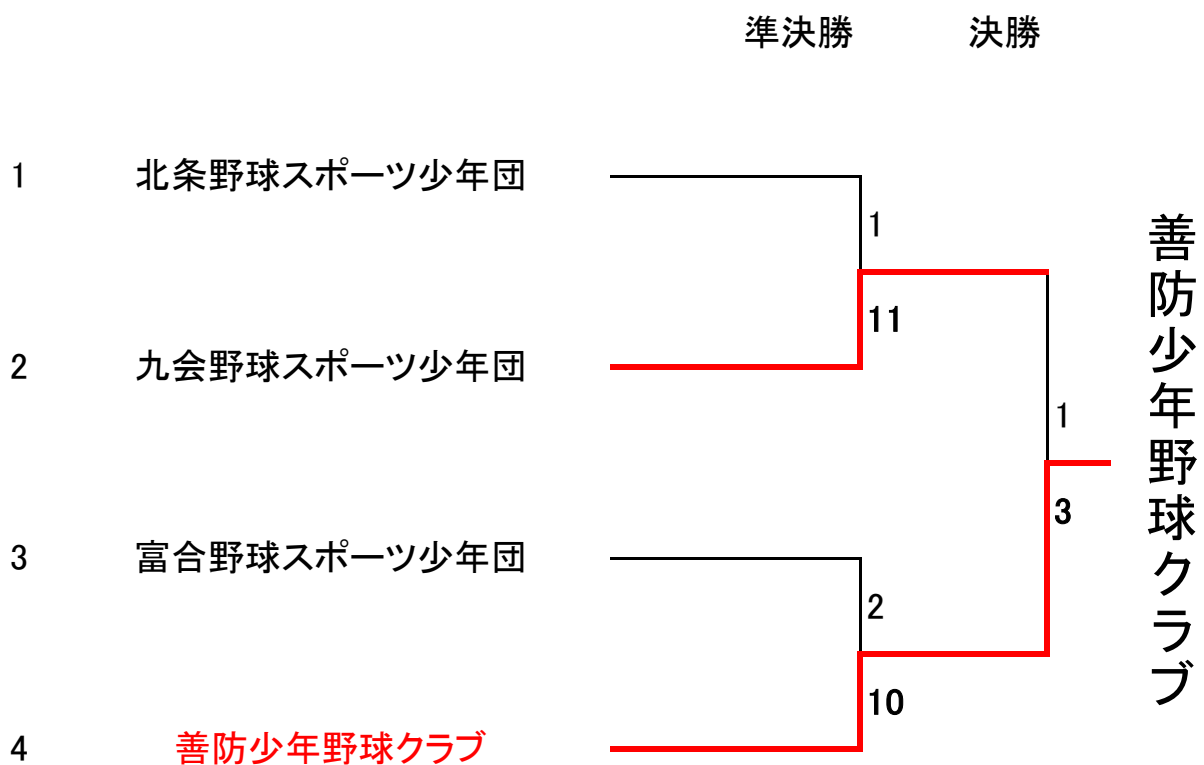 準決勝 決勝
1 北条野球スポーツ少年団
1
11
2 九会野球スポーツ少年団
1
3
3 富合野球スポーツ少年団
2
10
4 善防少年野球クラブ
善防少年野球クラブ